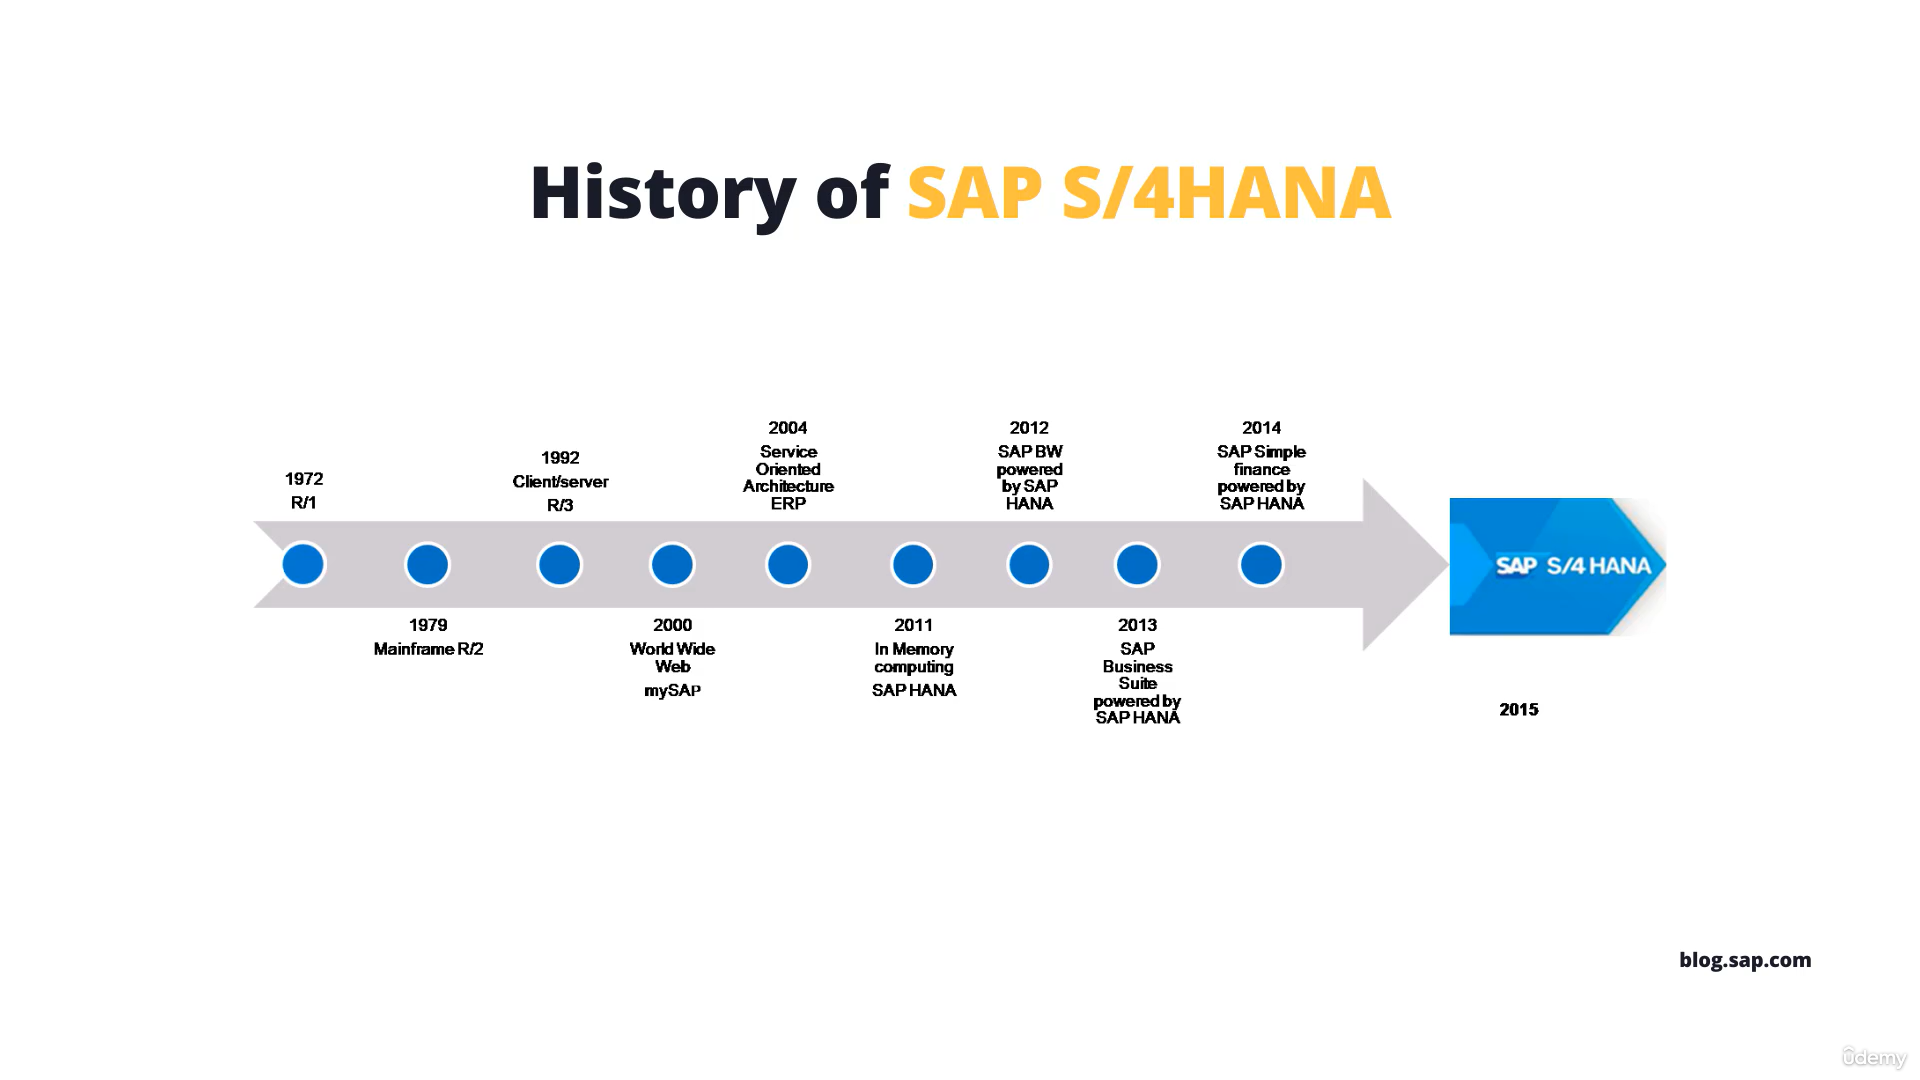 History of SAP S/4HANA
1972
R/1
1979
Mainframe R/2
1992
Client/server
R/3
2000
World Wide
Web
mySAP
2004
Service
Oriented
Architecture
ERP
2011
In Memory
computing
SAP HANA
2012
SAP BW
powered
by SAP
HANA
2013
SAP
Business
Suite
powered by
SAP HANA
2014
SAP Simple
finance
powered by
SAP HANA
SAP S/4HANA
2015
blog.sap.com
ûdemy